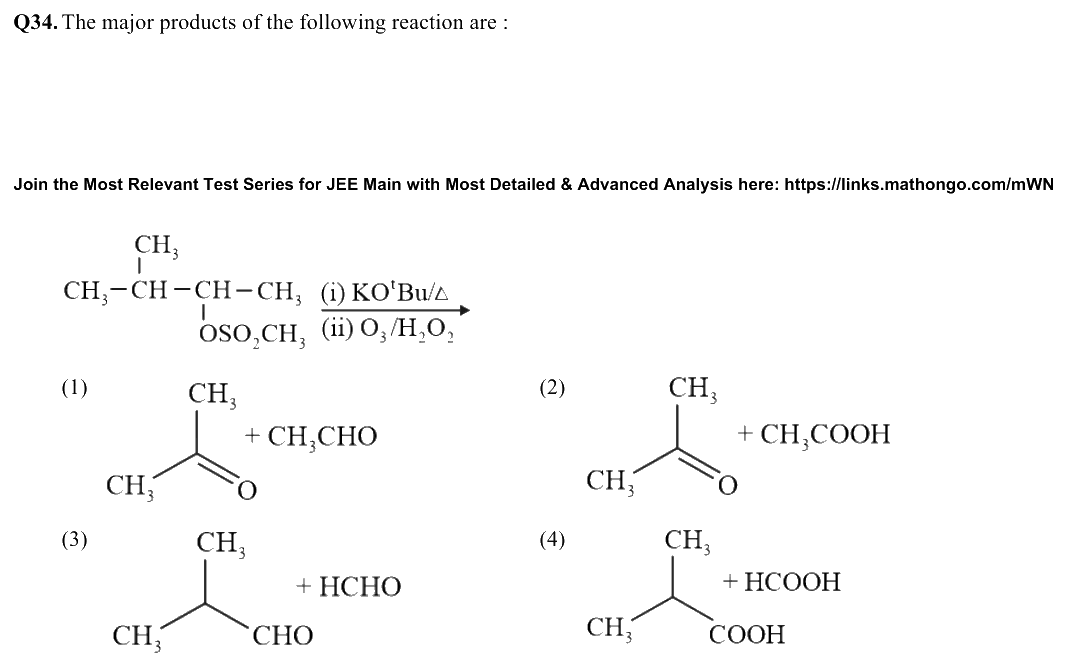 Q34. The major products of the following reaction are :
Join the Most Relevant Test Series for JEE Main with Most Detailed & Advanced Analysis here: https://links.mathongo.com/mWN
CH₃
CH₃−CH−CH−CH₃ (i) KOᵗBu/△
OSO₂CH₃ (ii) O₃/H₂O₂
(1) CH₃ + CH₃CHO CH₃ O
(2) CH₃ + CH₃COOH CH₃ O
(3) CH₃ + HCHO CH₃ CHO
(4) CH₃ + HCOOH CH₃ COOH